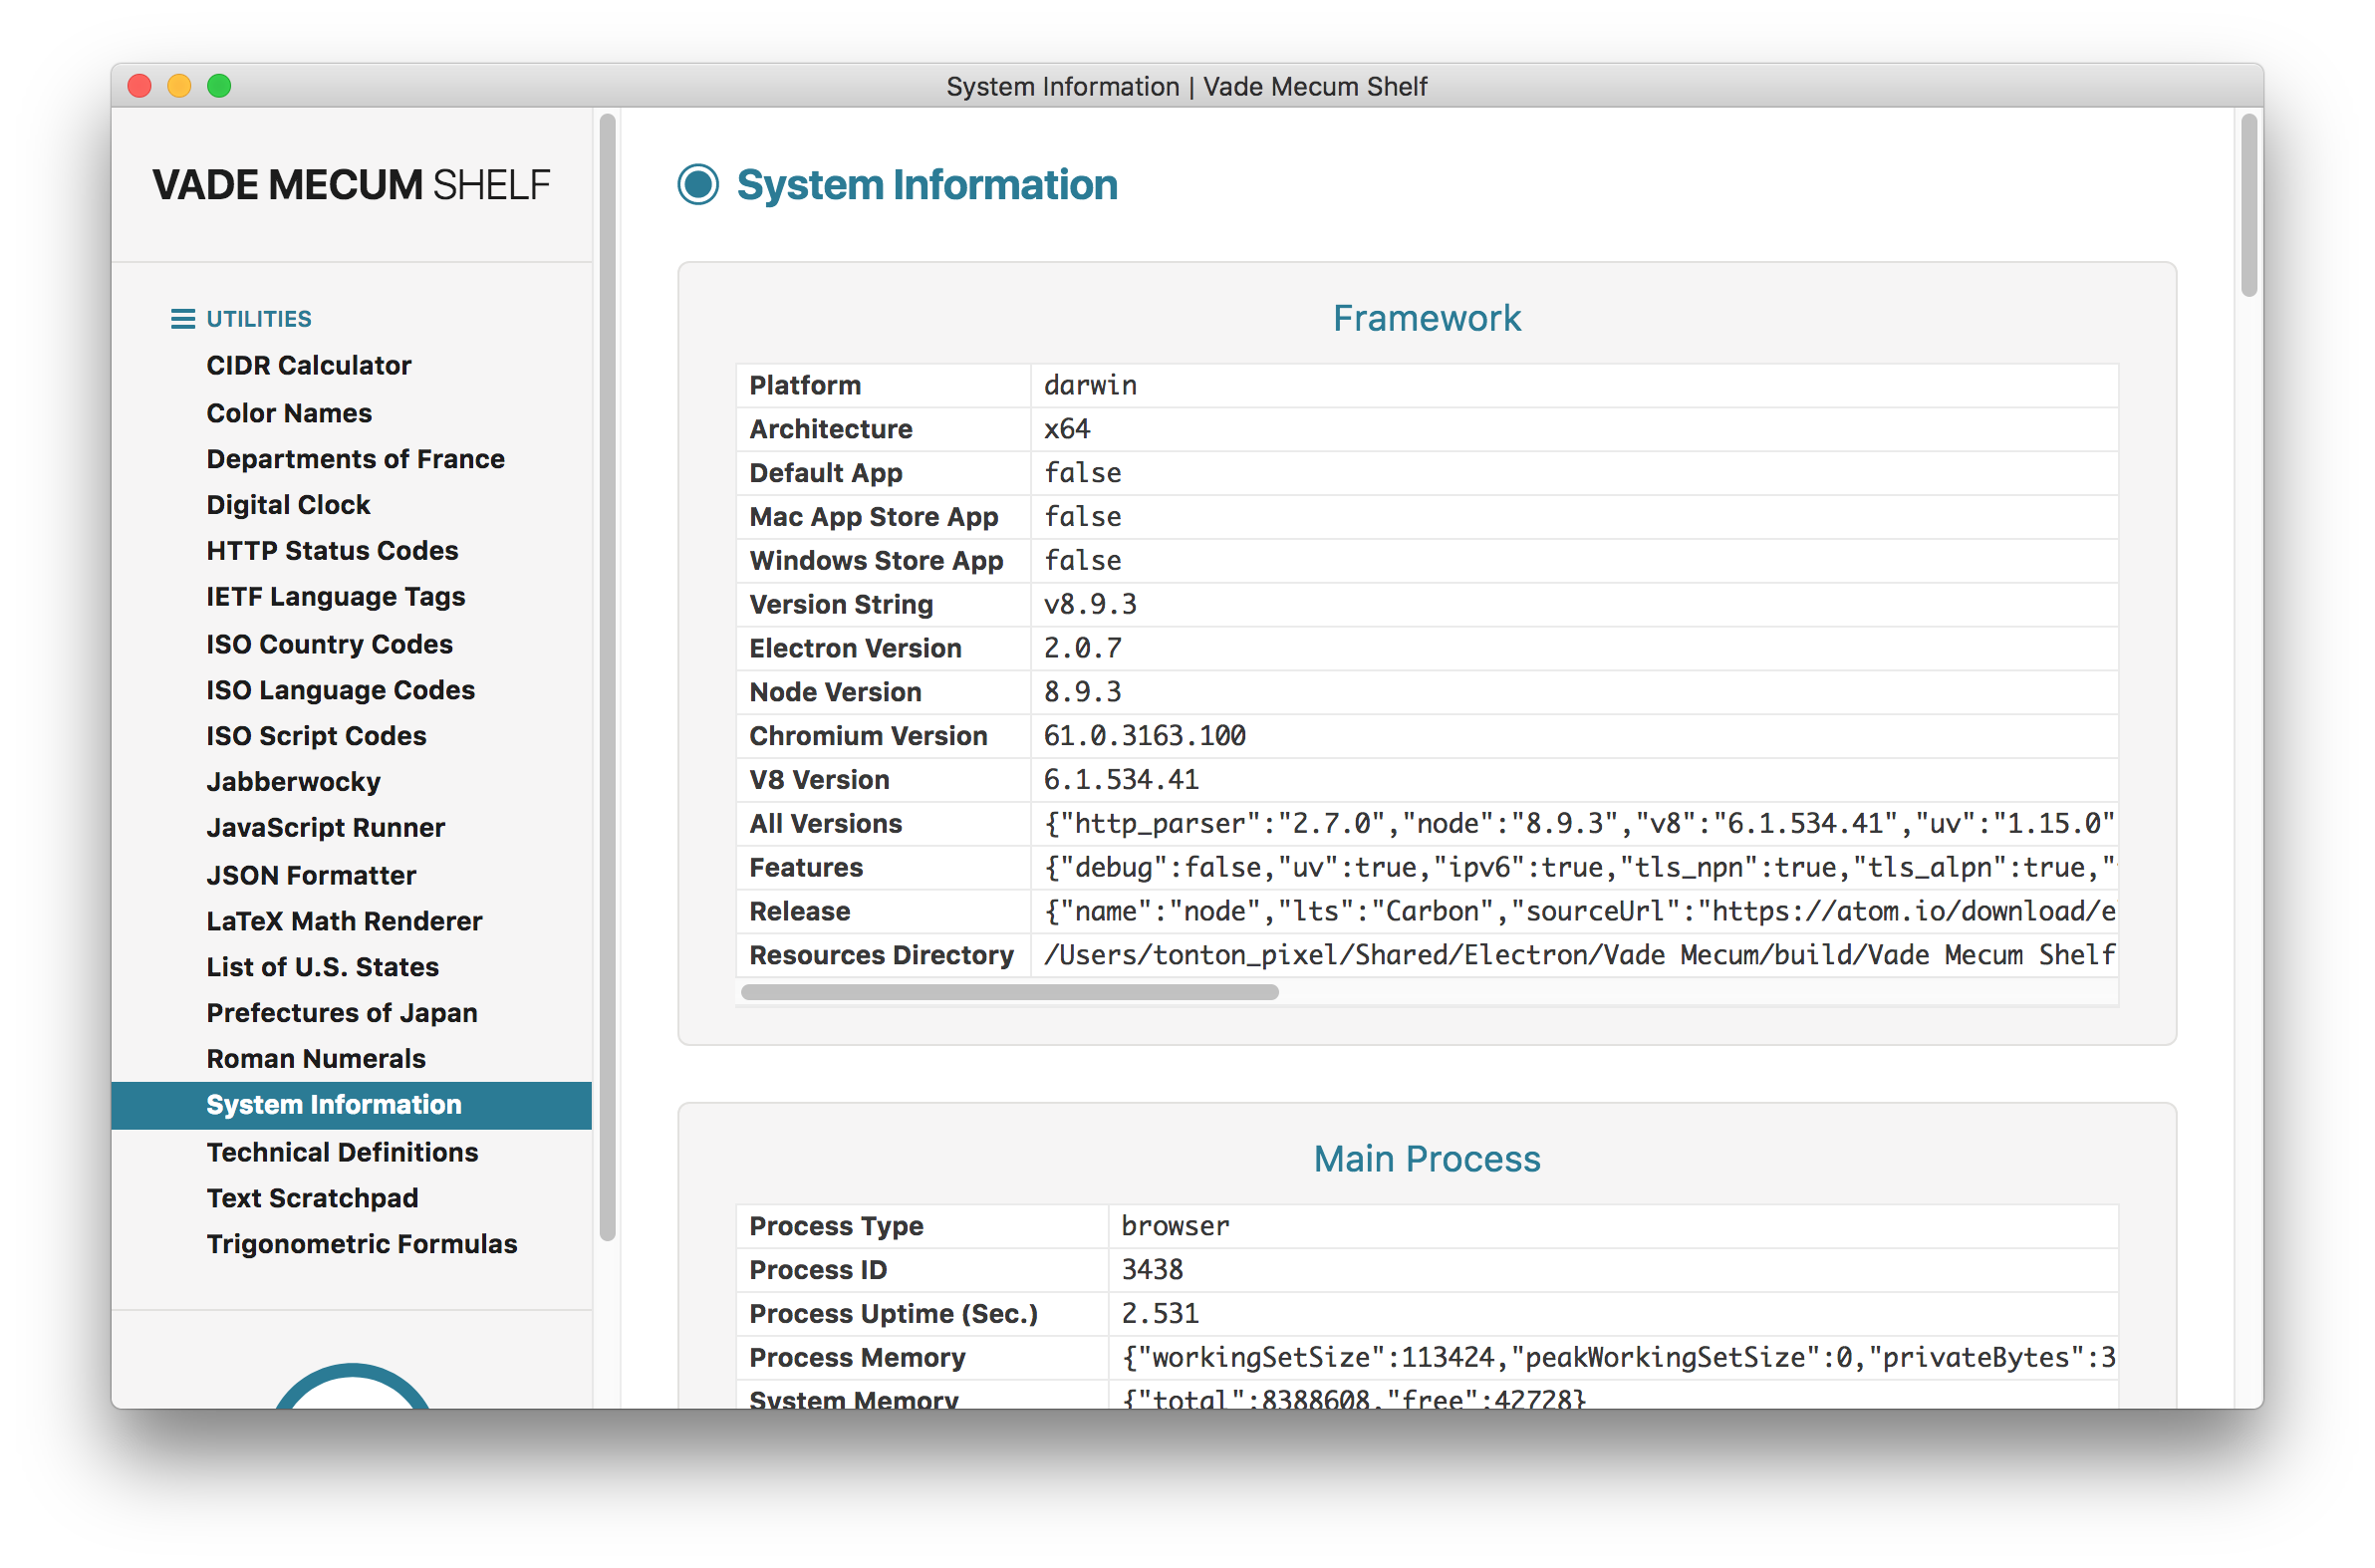 System Information | Vade Mecum Shelf
VADE MECUM SHELF
UTILITIES
CIDR Calculator
Color Names
Departments of France
Digital Clock
HTTP Status Codes
IETF Language Tags
ISO Country Codes
ISO Language Codes
ISO Script Codes
Jabberwocky
JavaScript Runner
JSON Formatter
LaTeX Math Renderer
List of U.S. States
Prefectures of Japan
Roman Numerals
System Information
Technical Definitions
Text Scratchpad
Trigonometric Formulas
System Information
Framework
Platform darwin
Architecture x64
Default App false
Mac App Store App false
Windows Store App false
Version String v8.9.3
Electron Version 2.0.7
Node Version 8.9.3
Chromium Version 61.0.3163.100
V8 Version 6.1.534.41
All Versions {"http_parser":"2.7.0","node":"8.9.3","v8":"6.1.534.41","uv":"1.15.0"
Features {"debug":false,"uv":true,"ipv6":true,"tls_npn":true,"tls_alpn":true,"
Release {"name":"node","lts":"Carbon","sourceUrl":"https://atom.io/download/e
Resources Directory /Users/tonton_pixel/Shared/Electron/Vade Mecum/build/Vade Mecum Shelf
Main Process
Process Type browser
Process ID 3438
Process Uptime (Sec.) 2.531
Process Memory {"workingSetSize":113424,"peakWorkingSetSize":0,"privateBytes":3
System Memory {"total":8388608,"free":42728}